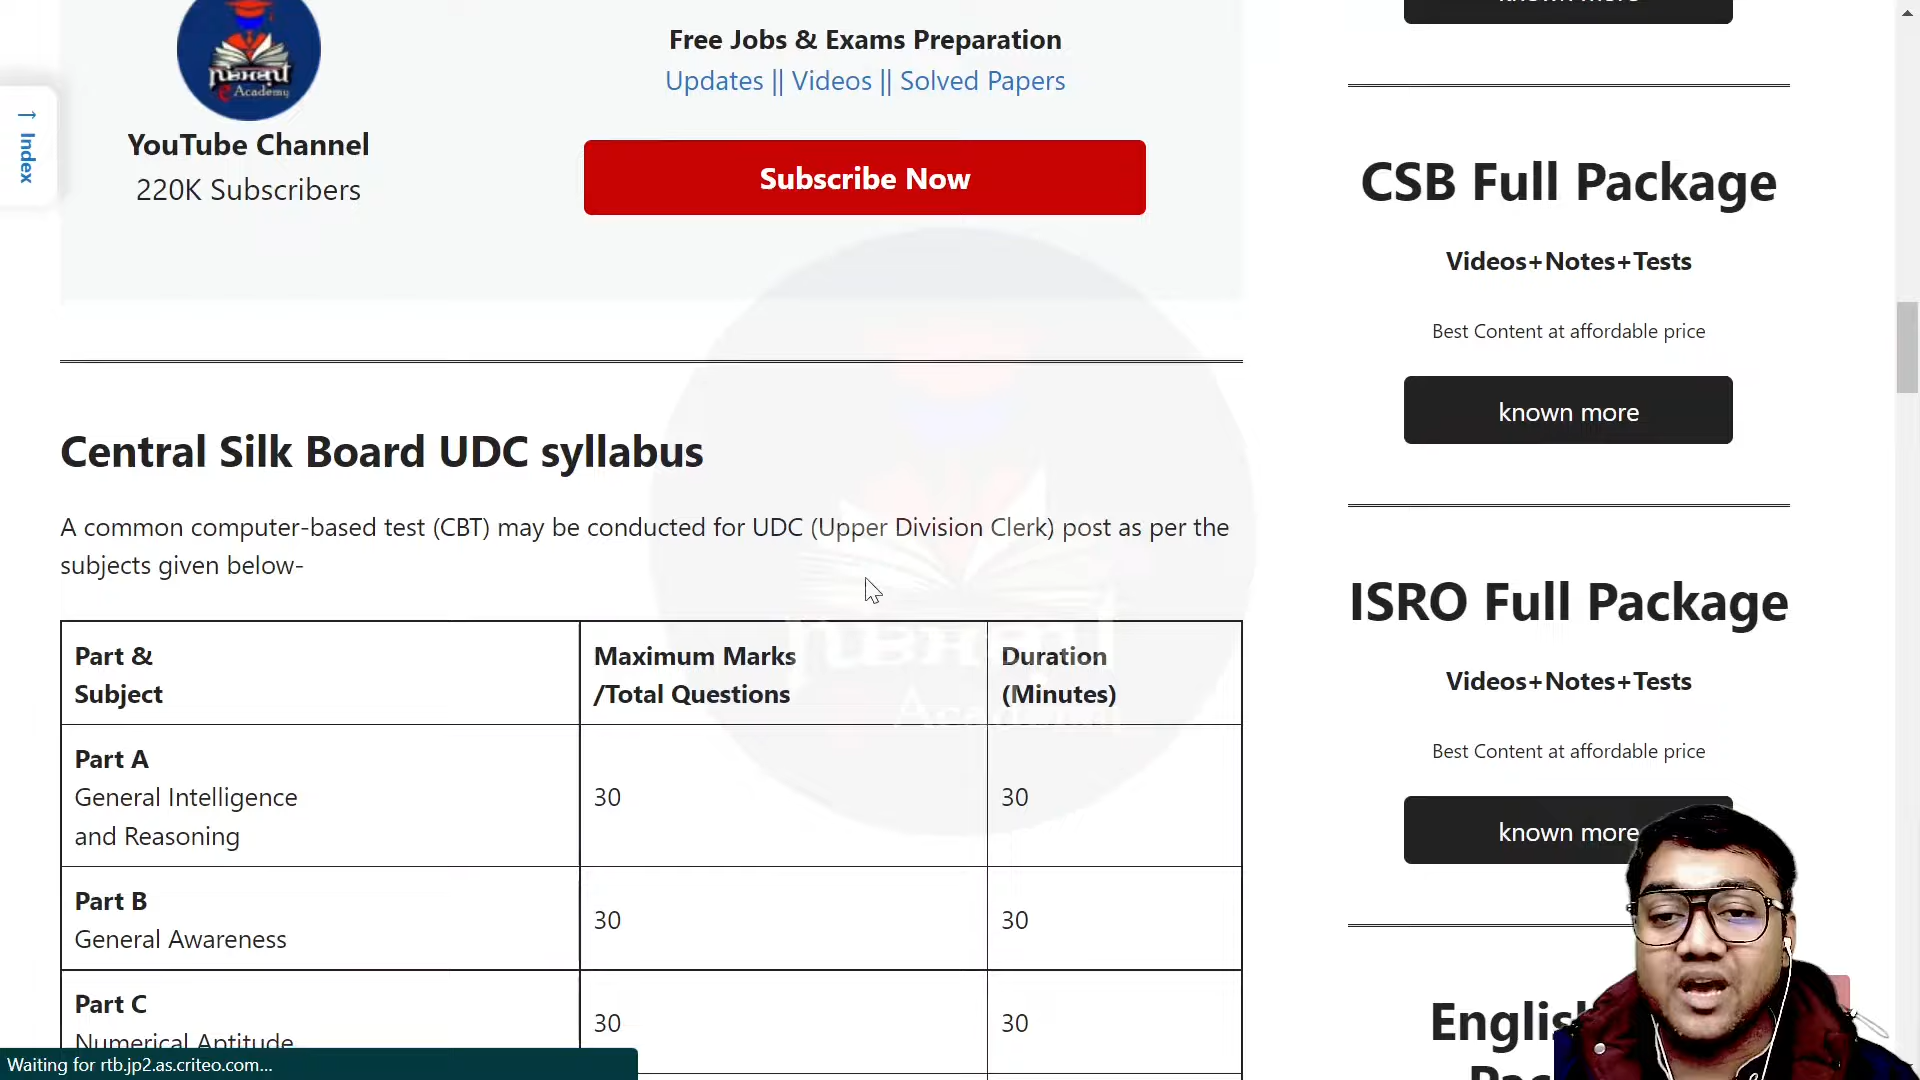 Academy
YouTube Channel
220K Subscribers
Free Jobs & Exams Preparation
Updates || Videos || Solved Papers
Subscribe Now
↑ Index
Central Silk Board UDC syllabus
A common computer-based test (CBT) may be conducted for UDC (Upper Division Clerk) post as per the
subjects given below-
Part &
Subject
Maximum Marks
/Total Questions
Duration
(Minutes)
Part A
General Intelligence
and Reasoning
30
30
Part B
General Awareness
30
30
Part C
Numerical Aptitude
30
30
CSB Full Package
Videos+Notes+Tests
Best Content at affordable price
known more
ISRO Full Package
Videos+Notes+Tests
Best Content at affordable price
known more
Waiting for rtb.jp2.as.criteo.com...